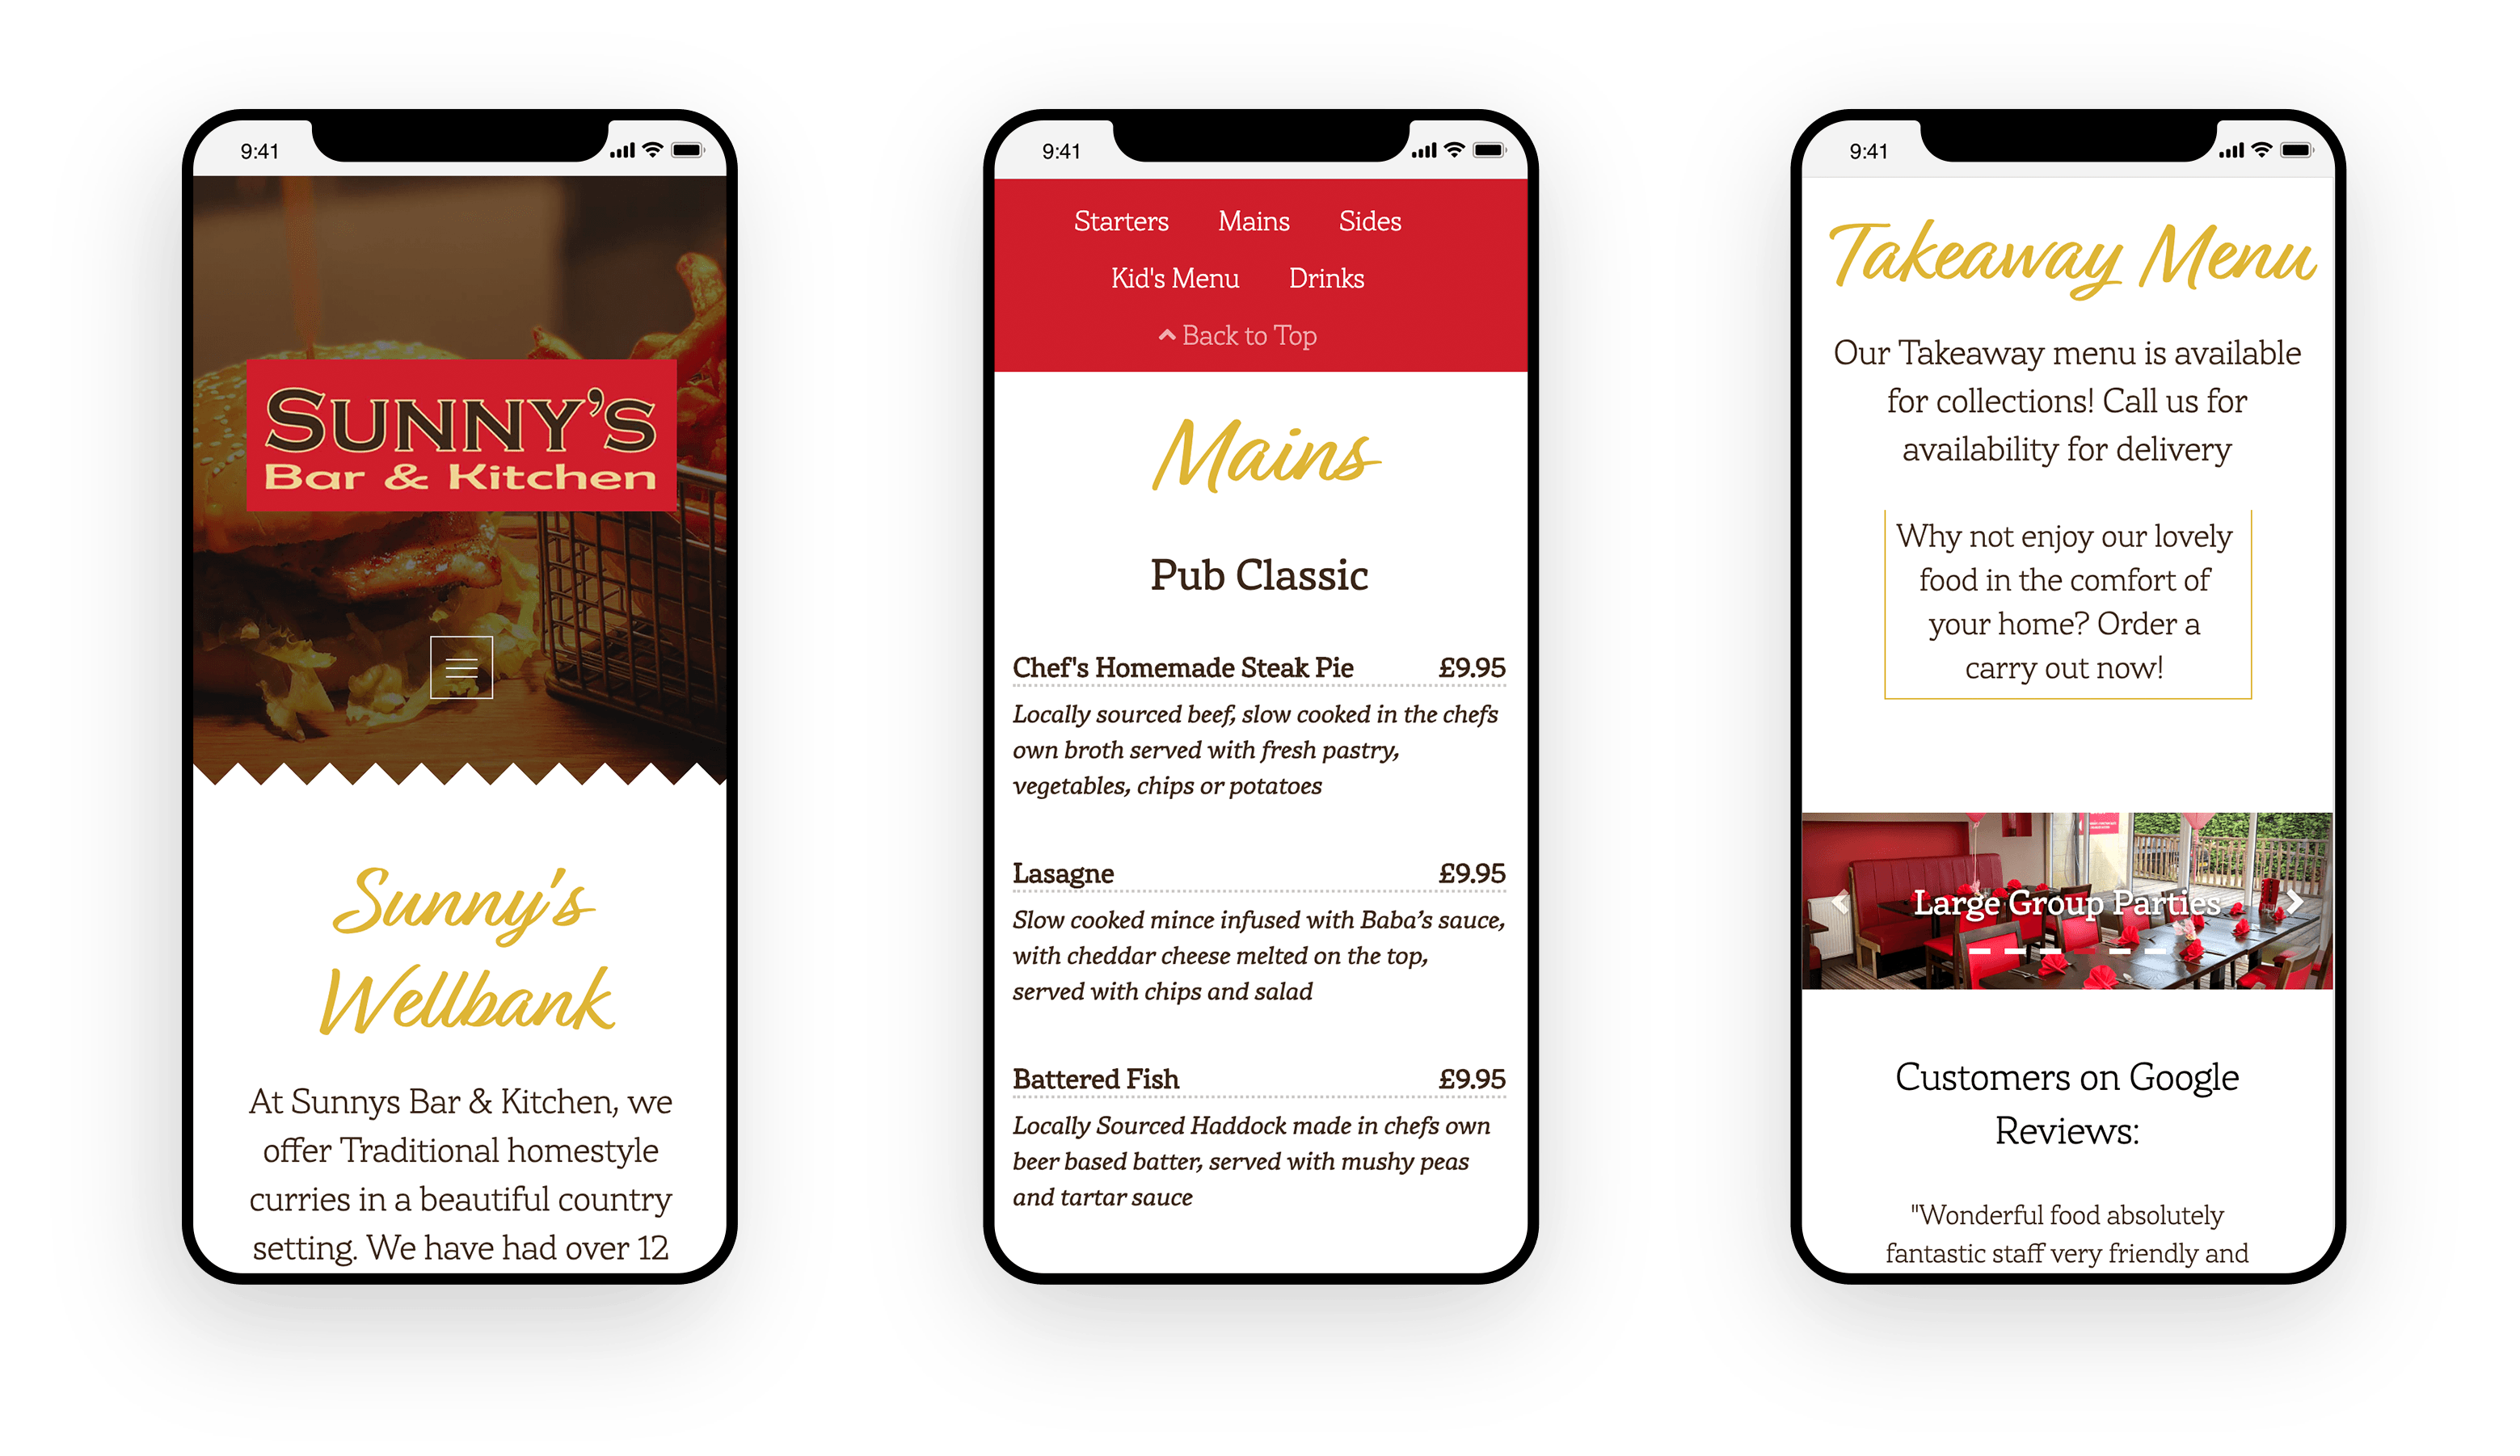 9:41
SUNNY'S
Bar & Kitchen
Sunny's
Wellbank
At Sunnys Bar & Kitchen, we
offer Traditional homestyle
curries in a beautiful country
setting. We have had over 12
9:41
Starters Mains Sides
Kid's Menu Drinks
Back to Top
Mains
Pub Classic
Chef's Homemade Steak Pie £9.95
Locally sourced beef, slow cooked in the chefs
own broth served with fresh pastry,
vegetables, chips or potatoes
Lasagne £9.95
Slow cooked mince infused with Baba’s sauce,
with cheddar cheese melted on the top,
served with chips and salad
Battered Fish £9.95
Locally Sourced Haddock made in chefs own
beer based batter, served with mushy peas
and tartar sauce
9:41
Takeaway Menu
Our Takeaway menu is available
for collections! Call us for
availability for delivery
Why not enjoy our lovely
food in the comfort of
your home? Order a
carry out now!
Large Group Parties
Customers on Google
Reviews:
"Wonderful food absolutely
fantastic staff very friendly and